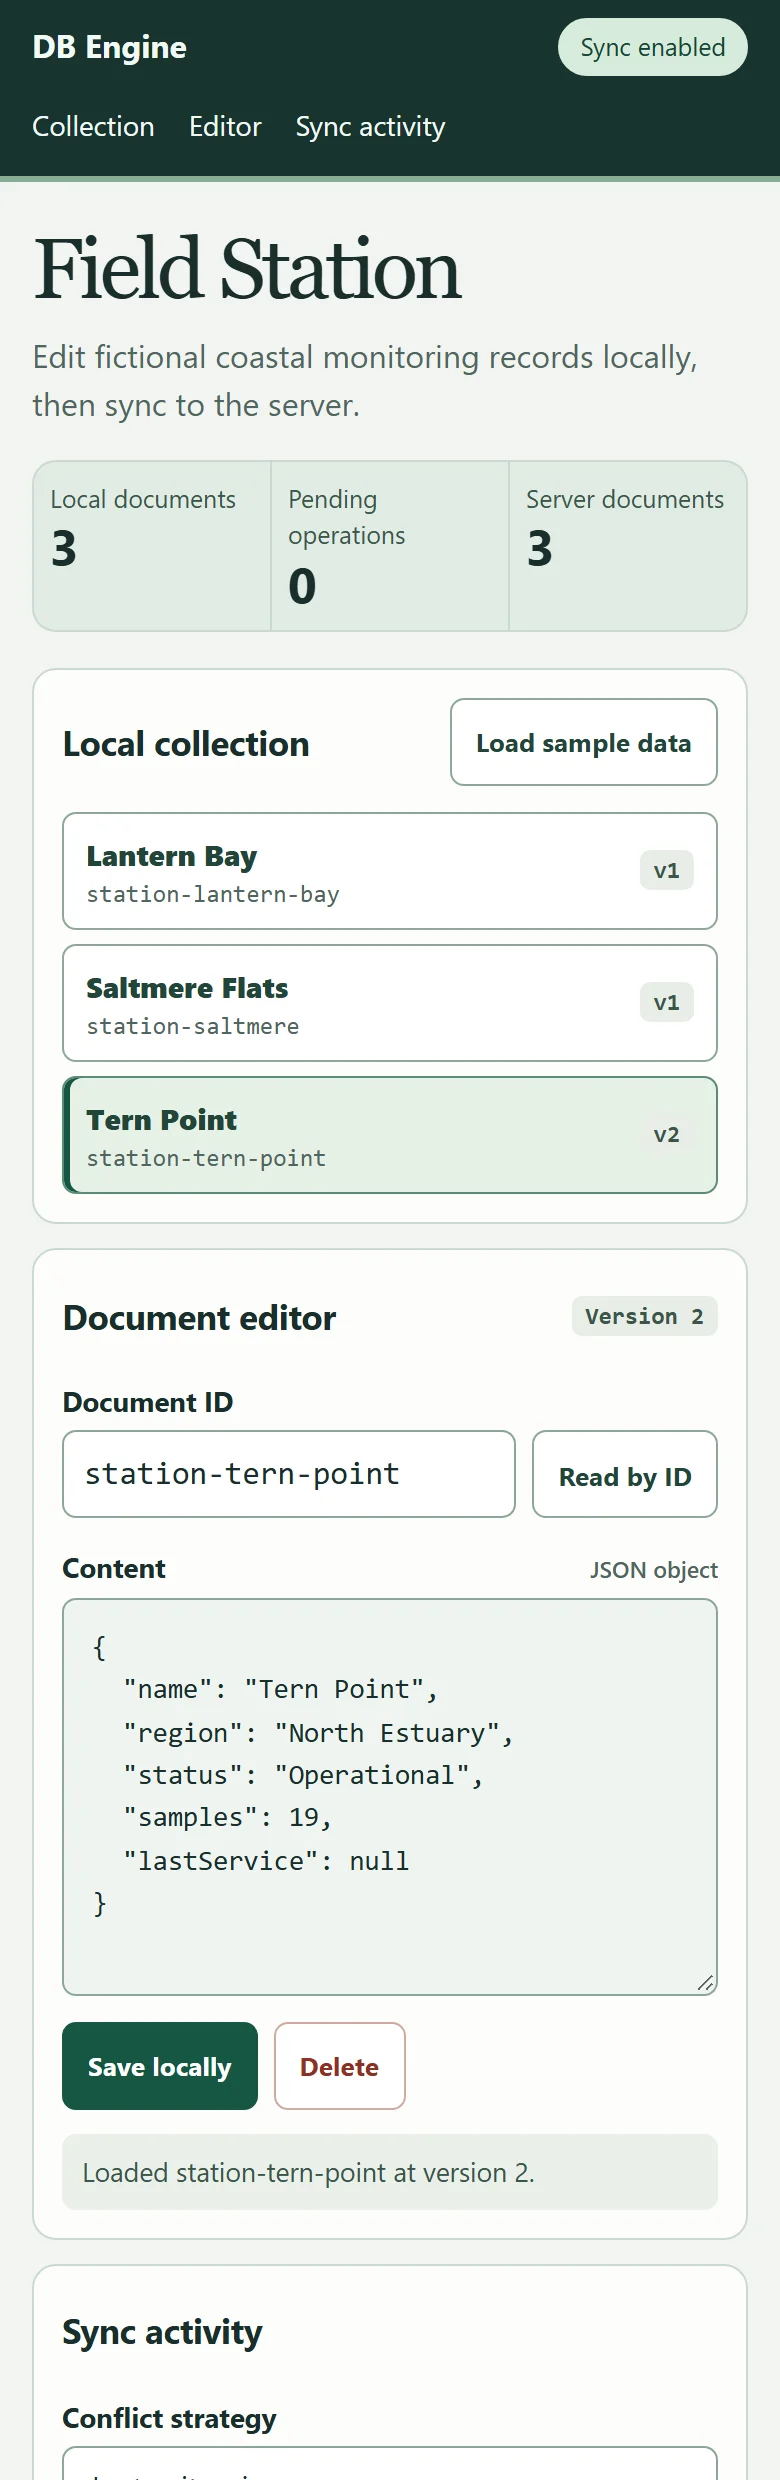 DB Engine
Sync enabled
Collection Editor Sync activity
Field Station
Edit fictional coastal monitoring records locally,
then sync to the server.
Local documents
3
Pending
operations
0
Server documents
3
Local collection
Load sample data
Lantern Bay
station-lantern-bay
v1
Saltmere Flats
station-saltmere
v1
Tern Point
station-tern-point
v2
Document editor
Version 2
Document ID
station-tern-point
Read by ID
Content
JSON object
{
"name": "Tern Point",
"region": "North Estuary",
"status": "Operational",
"samples": 19,
"lastService": null
}
Save locally
Delete
Loaded station-tern-point at version 2.
Sync activity
Conflict strategy